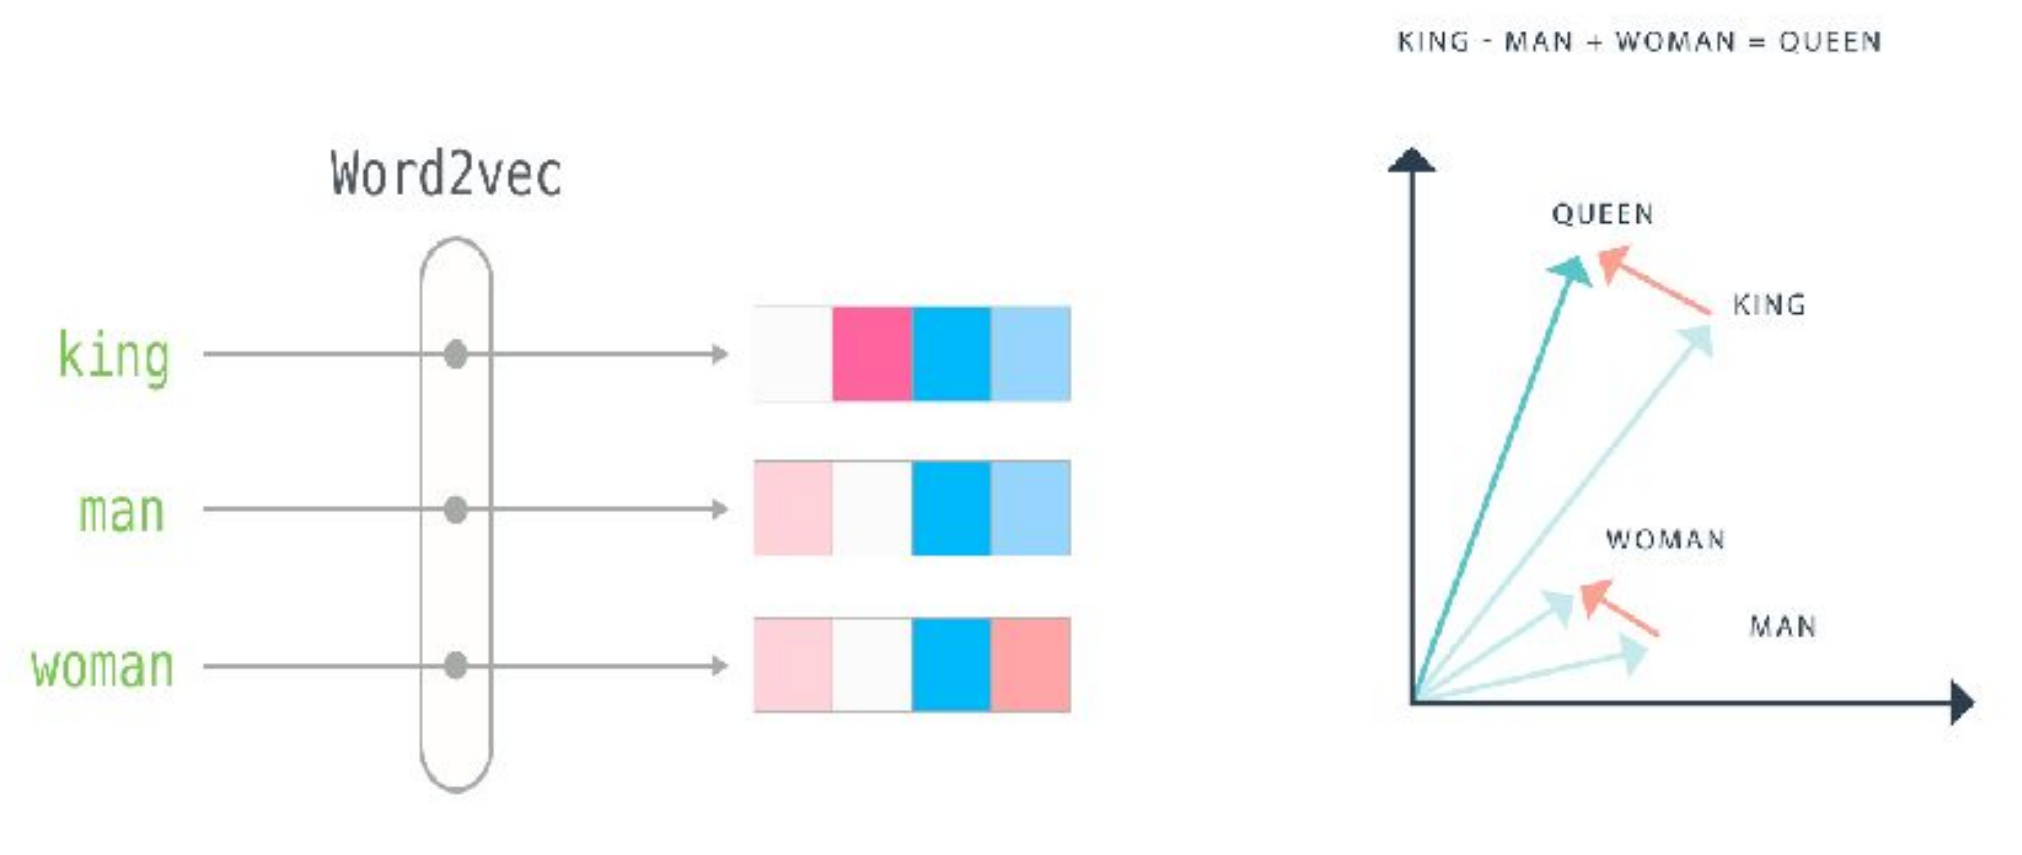 Word2vec
king
man
woman
KING - MAN + WOMAN = QUEEN
QUEEN
KING
WOMAN
MAN